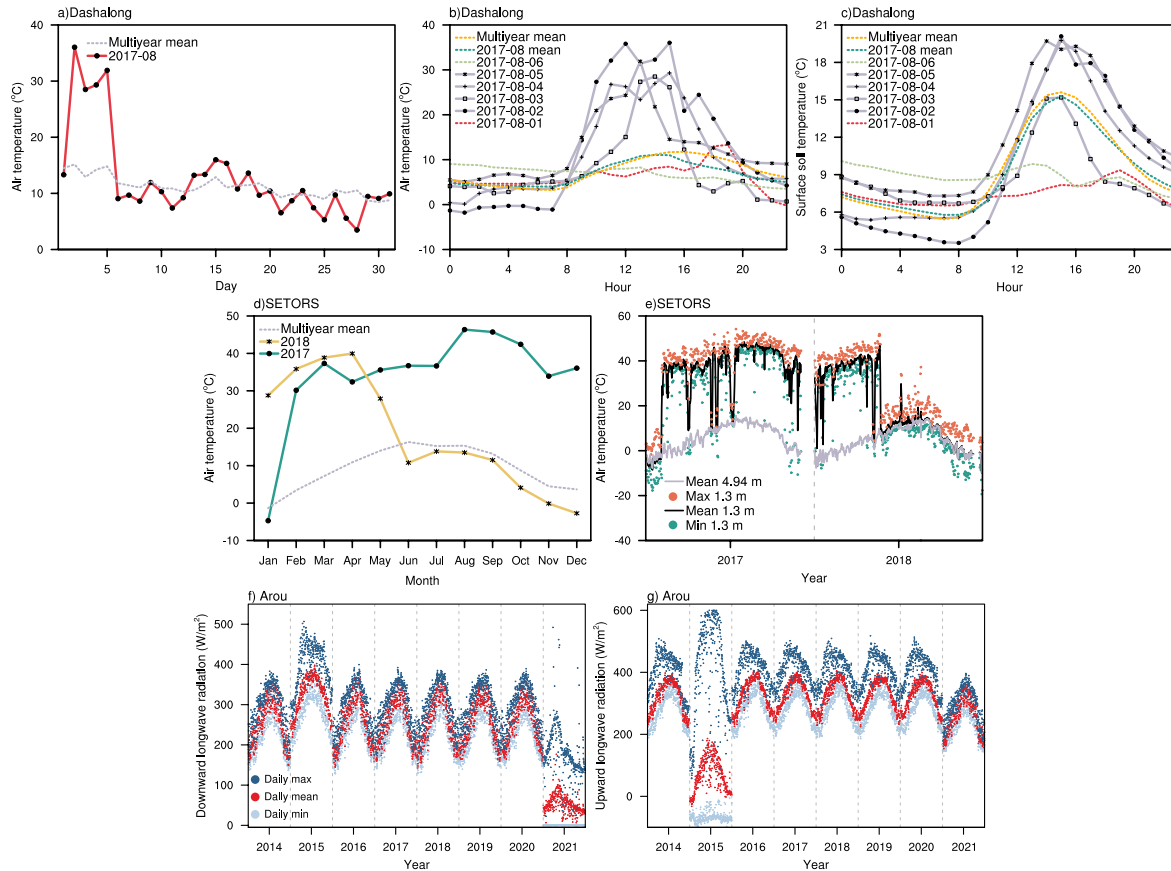 a)Dashalong
Air temperature (°C)
40
30
20
10
0
Multiyear mean
2017-08
5
10
15
20
25
30
Day
b)Dashalong
Air temperature (°C)
40
30
20
10
0
-10
Multiyear mean
2017-08 mean
2017-08-06
2017-08-05
2017-08-04
2017-08-03
2017-08-02
2017-08-01
0
4
8
12
16
20
Hour
c)Dashalong
Surface soil temperature (°C)
21
18
15
12
9
6
3
Multiyear mean
2017-08 mean
2017-08-06
2017-08-05
2017-08-04
2017-08-03
2017-08-02
2017-08-01
0
4
8
12
16
20
Hour
d)SETORS
Air temperature (°C)
50
40
30
20
10
0
-10
Multiyear mean
2018
2017
Jan
Feb
Mar
Apr
May
Jun
Jul
Aug
Sep
Oct
Nov
Dec
Month
e)SETORS
Air temperature (°C)
60
40
20
0
-20
-40
Mean 4.94 m
Max 1.3 m
Mean 1.3 m
Min 1.3 m
2017
2018
Year
f) Arou
Downward longwave radiation (W/m²)
500
400
300
200
100
0
Daily max
Daily mean
Daily min
2014
2015
2016
2017
2018
2019
2020
2021
Year
g) Arou
Upward longwave radiation (W/m²)
600
400
200
0
2014
2015
2016
2017
2018
2019
2020
2021
Year